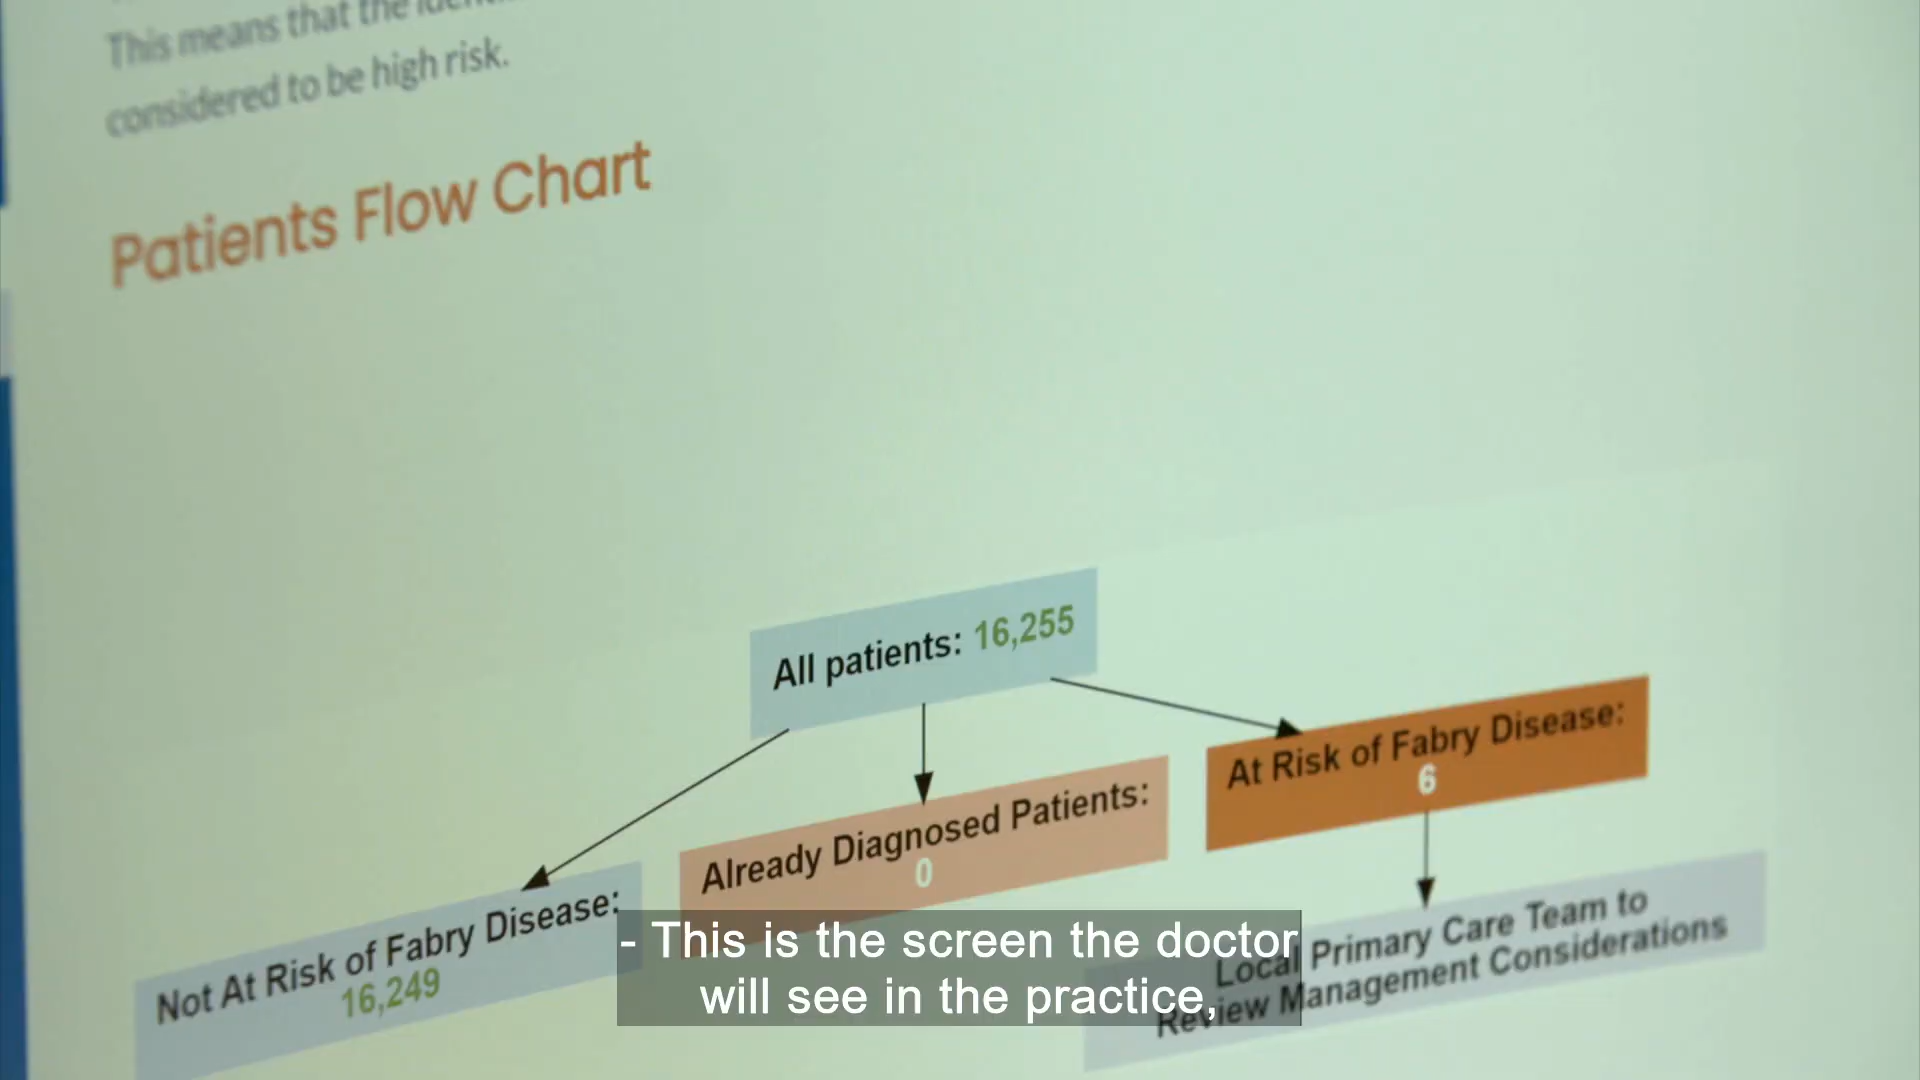 This means that the
considered to be high risk.
Patients Flow Chart
All patients: 16,255
At Risk of Fabry Disease:
6
Already Diagnosed Patients:
0
Not At Risk of Fabry Disease:
16,249
Local Primary Care Team to
Review Management Considerations
- This is the screen the doctor
will see in the practice,